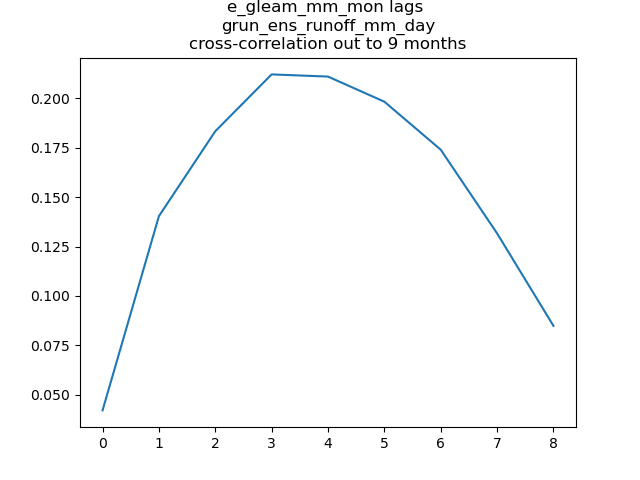 e_gleam_mm_mon lags
grun_ens_runoff_mm_day
cross-correlation out to 9 months
0.200
0.175
0.150
0.125
0.100
0.075
0.050
0 1 2 3 4 5 6 7 8